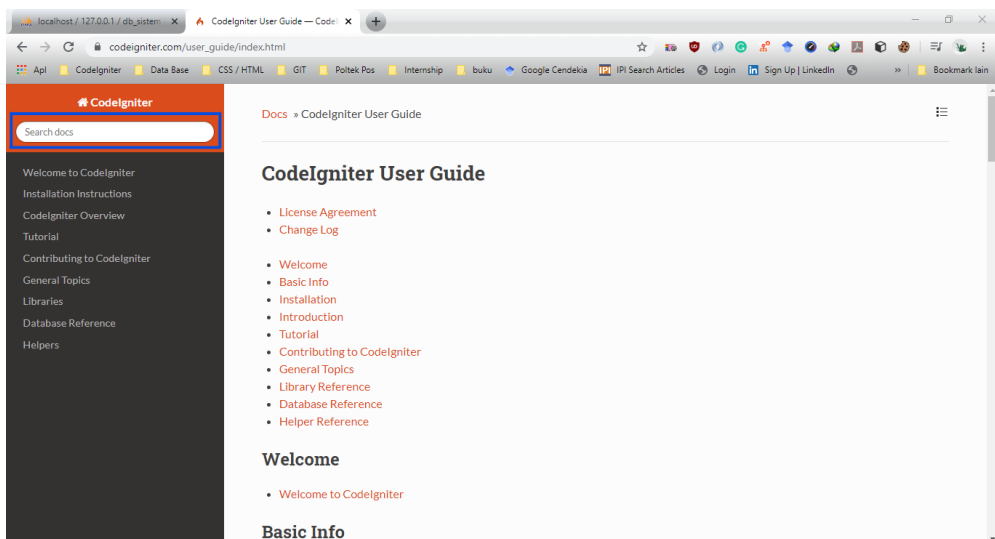 localhost / 127.0.0.1 / db_sistem
CodeIgniter User Guide — CodeI
codeigniter.com/user_guide/index.html
Apl CodeIgniter Data Base CSS / HTML GIT Poltek Pos Internship buku Google Cendekia IPI IPI Search Articles Login in Sign Up | LinkedIn » Bookmark lain
CodeIgniter
Search docs
Welcome to CodeIgniter
Installation Instructions
CodeIgniter Overview
Tutorial
Contributing to CodeIgniter
General Topics
Libraries
Database Reference
Helpers
Docs » CodeIgniter User Guide
CodeIgniter User Guide
• License Agreement
• Change Log
• Welcome
• Basic Info
• Installation
• Introduction
• Tutorial
• Contributing to CodeIgniter
• General Topics
• Library Reference
• Database Reference
• Helper Reference
Welcome
• Welcome to CodeIgniter
Basic Info